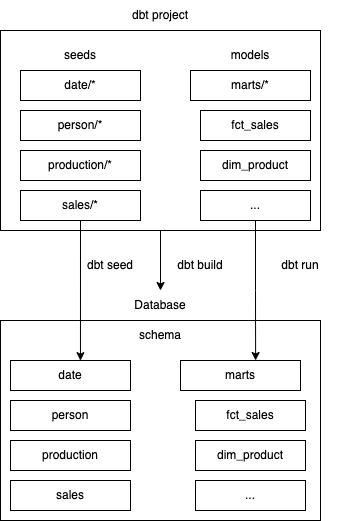 dbt project
seeds
models
date/*
marts/*
person/*
fct_sales
production/*
dim_product
sales/*
...
dbt seed
dbt build
dbt run
Database
schema
date
marts
person
fct_sales
production
dim_product
sales
...